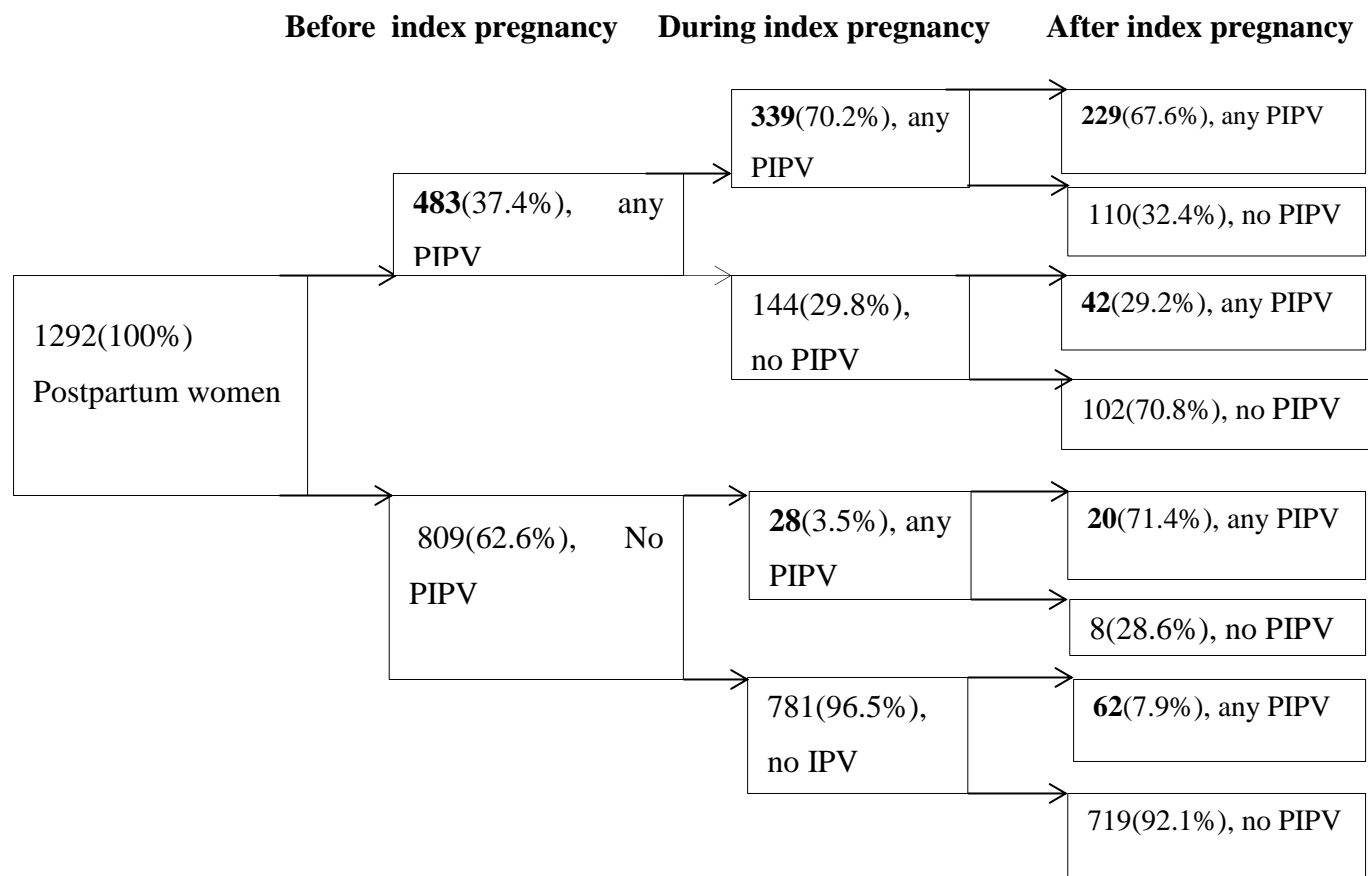 Before index pregnancy During index pregnancy After index pregnancy
1292(100%)
Postpartum women
483(37.4%), any
PIPV
809(62.6%), No
PIPV
339(70.2%), any
PIPV
144(29.8%),
no PIPV
28(3.5%), any
PIPV
781(96.5%),
no IPV
229(67.6%), any PIPV
110(32.4%), no PIPV
42(29.2%), any PIPV
102(70.8%), no PIPV
20(71.4%), any PIPV
8(28.6%), no PIPV
62(7.9%), any PIPV
719(92.1%), no PIPV